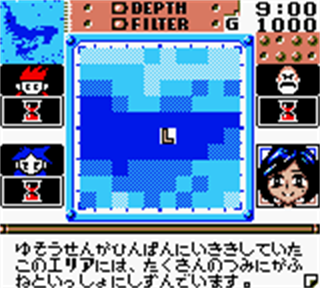 DEPTH 9:00
FILTER G 1000
L
ゆそうせんがひんぱんにいききしていた
このエリアには、たくさんのつみにがふ
ねといっしょにしずんでいます。